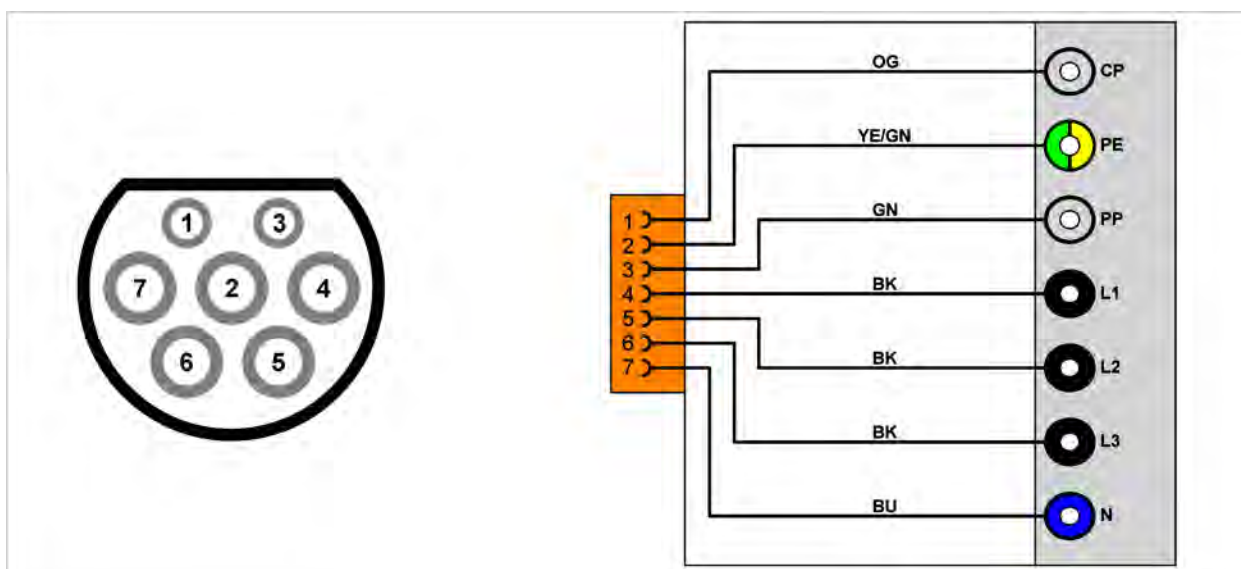 1 3
7 2 4
6 5
1
2
3
4
5
6
7
OG CP
YE/GN PE
GN PP
BK L1
BK L2
BK L3
BU N